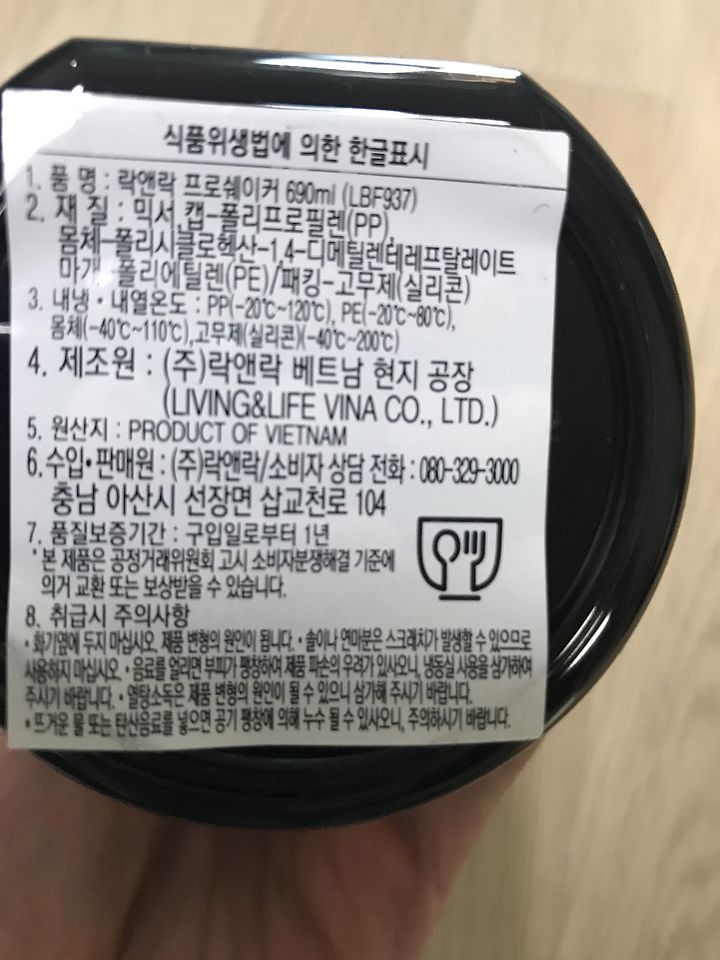 식품위생법에 의한 한글표시
1. 품 명 : 락앤락 프로쉐이커 690ml (LBF937)
2. 재 질 : 믹서, 캡-폴리프로필렌(PP),
몸체-폴리시클로헥산-1,4-디메틸렌테레프탈레이트
마개-폴리에틸렌(PE)/패킹-고무제(실리콘)
3. 내냉・내열온도 : PP(-20℃~120℃), PE(-20℃~80℃),
몸체(-40℃~110℃),고무제(실리콘)(-40℃~200℃)
4. 제조원 : (주)락앤락 베트남 현지 공장
(LIVING&LIFE VINA CO., LTD.)
5. 원산지 : PRODUCT OF VIETNAM
6.수입・판매원 : (주)락앤락/소비자 상담 전화 : 080-329-3000
충남 아산시 선장면 삽교천로 104
7. 품질보증기간 : 구입일로부터 1년
*본 제품은 공정거래위원회 고시 소비자분쟁해결 기준에
의거 교환 또는 보상받을 수 있습니다.
8. 취급시 주의사항
・화기옆에 두지 마십시오. 제품 변형의 원인이 됩니다. ・솔이나 연마분은 스크래치가 발생할 수 있으므로
사용하지 마십시오 ・음료를 얼리면 부피가 팽창하여 제품 파손의 우려가 있사오니, 냉동실 사용을 삼가하여
주시기 바랍니다. ・열탕소독은 제품 변형의 원인이 될 수 있으니 삼가해 주시기 바랍니다.
・뜨거운 물 또는 탄산음료를 넣으면 공기 팽창에 의해 누수 될 수 있사오니, 주의하시기 바랍니다.